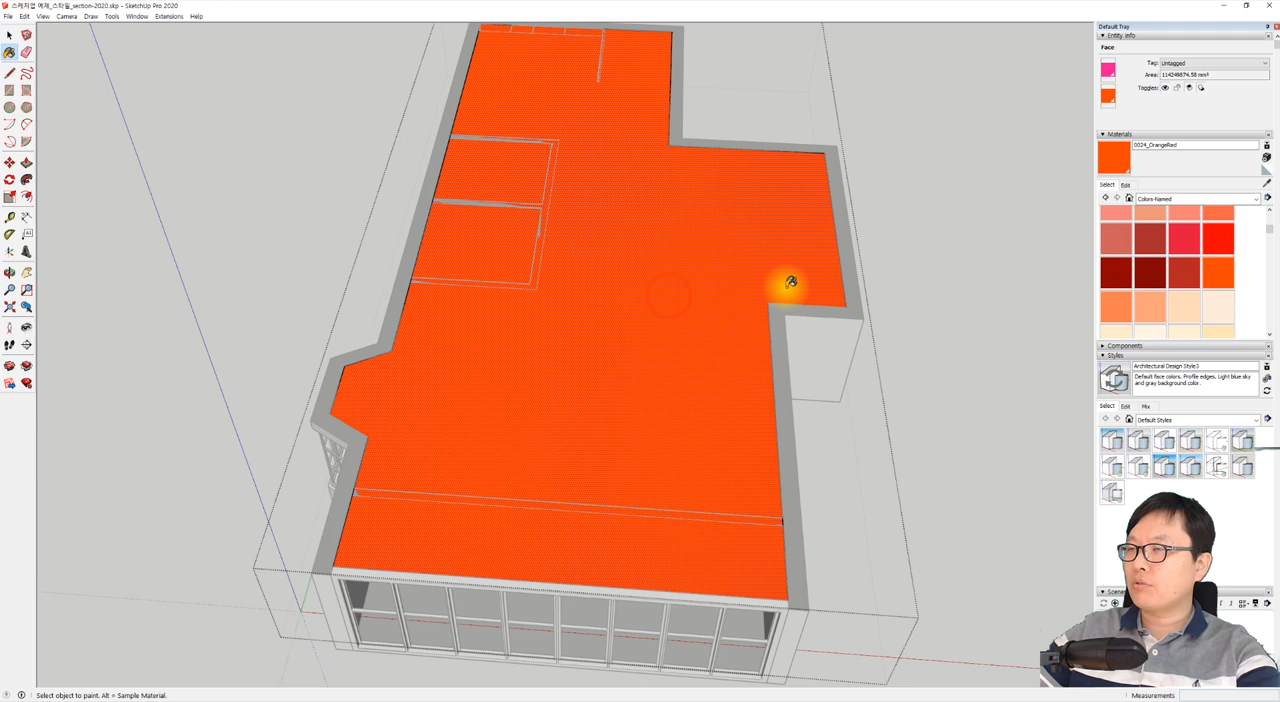 스케치업 예제_스타일_section-2020.skp - SketchUp Pro 2020
File Edit View Camera Draw Tools Window Extensions Help
Default Tray
Entity Info
Face
Tag: Untagged
Area: 114249874.58 mm²
Toggles:
Materials
0024_OrangeRed
Select Edit
Colors-Named
Components
Styles
Architectural Design Style3
Default face colors. Profile edges. Light blue sky and gray background color.
Select Edit Mix
Default Styles
Scenes
Select object to paint. Alt = Sample Material.
Measurements